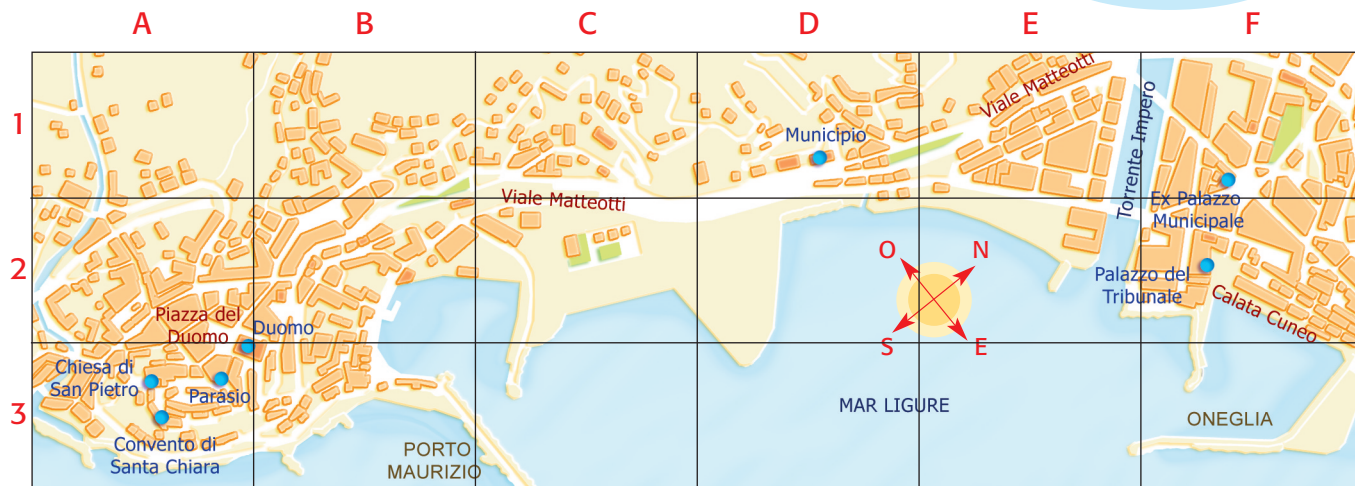 A B C D E F
1
Viale Matteotti
Municipio
Torrente Impero
Viale Matteotti
Ex Palazzo
Municipale
2
O N
S E
Palazzo del
Tribunale
Calata Cuneo
Piazza del
Duomo
Duomo
3
Chiesa di
San Pietro
Parasio
Convento di
Santa Chiara
PORTO
MAURIZIO
MAR LIGURE
ONEGLIA